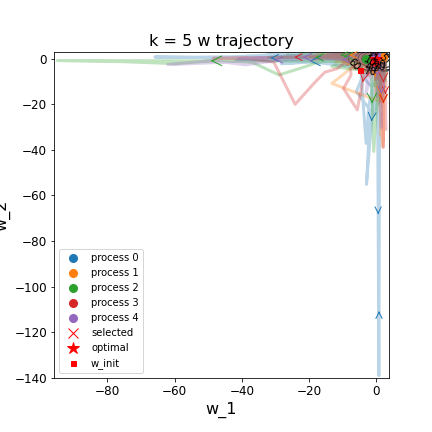 k = 5 w trajectory
0
−20
−40
−60
−80
−100
−120
−140
w_2
process 0
process 1
process 2
process 3
process 4
selected
optimal
w_init
−80
−60
−40
−20
0
w_1